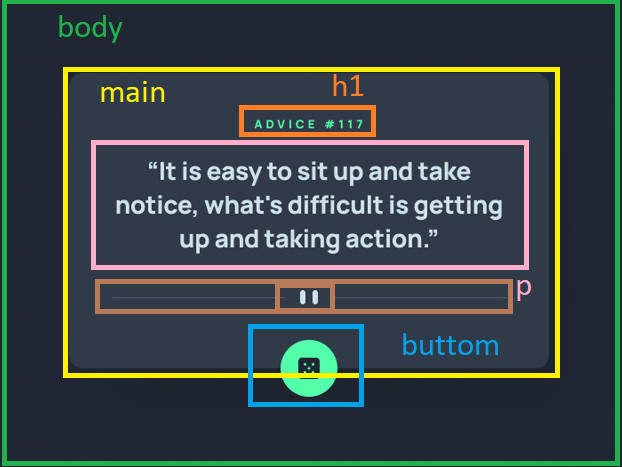 body
main
h1
ADVICE #117
“It is easy to sit up and take
notice, what's difficult is getting
up and taking action.”
p
buttom